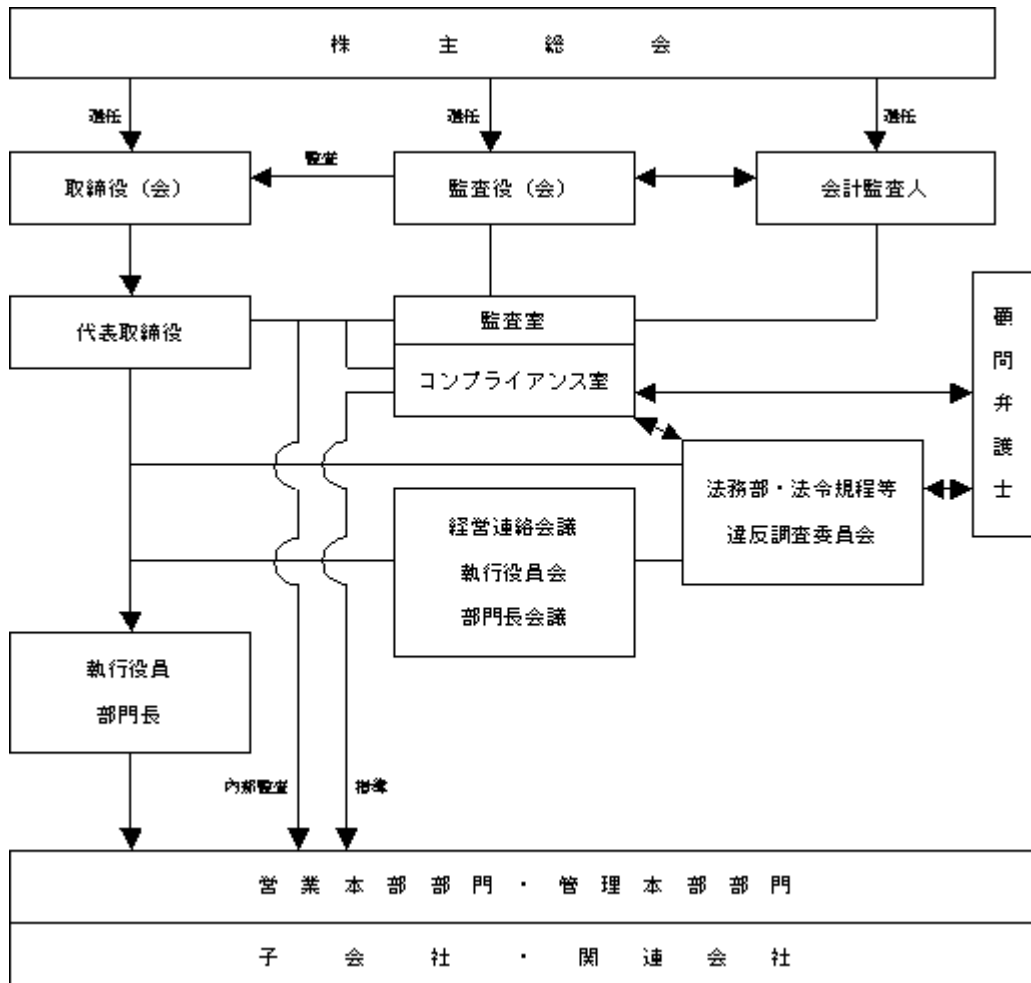 株主総会
選任
選任
選任
取締役（会）
監査
監査役（会）
会計監査人
代表取締役
監査室
コンプライアンス室
顧問弁護士
法務部・法令規程等
違反調査委員会
経営連絡会議
執行役員会
部門長会議
執行役員
部門長
内部監査
指導
営業本部部門・管理本部部門
子会社・関連会社